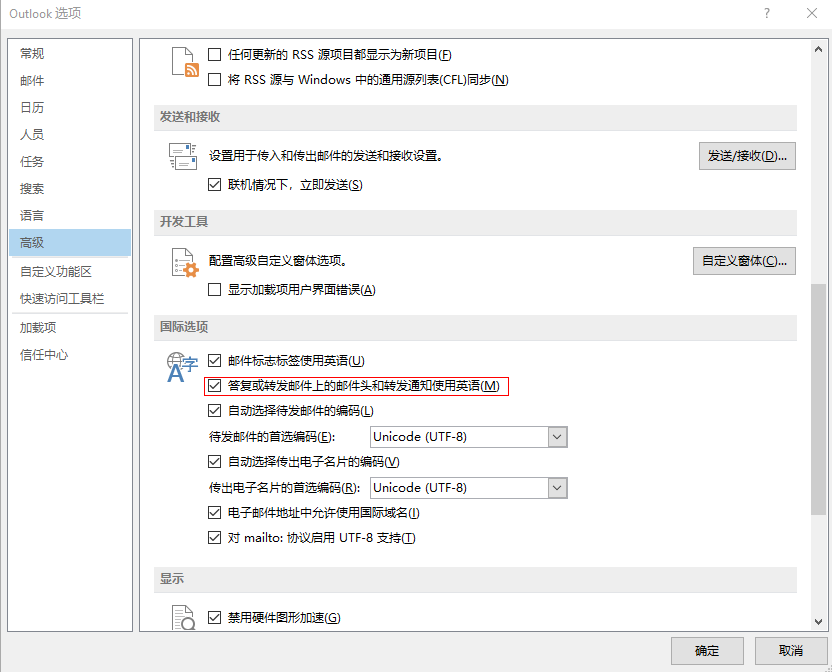 Outlook 选项
?
常规
邮件
日历
人员
任务
搜索
语言
高级
自定义功能区
快速访问工具栏
加载项
信任中心
任何更新的 RSS 源项目都显示为新项目(F)
将 RSS 源与 Windows 中的通用源列表(CFL)同步(N)
发送和接收
设置用于传入和传出邮件的发送和接收设置。
发送/接收(D)...
联机情况下，立即发送(S)
开发工具
配置高级自定义窗体选项。
自定义窗体(C)...
显示加载项用户界面错误(A)
国际选项
A字
邮件标志标签使用英语(U)
答复或转发邮件上的邮件头和转发通知使用英语(M)
自动选择待发邮件的编码(L)
待发邮件的首选编码(E): Unicode (UTF-8)
自动选择传出电子名片的编码(V)
传出电子名片的首选编码(R): Unicode (UTF-8)
电子邮件地址中允许使用国际域名(I)
对 mailto: 协议启用 UTF-8 支持(T)
显示
禁用硬件图形加速(G)
确定
取消